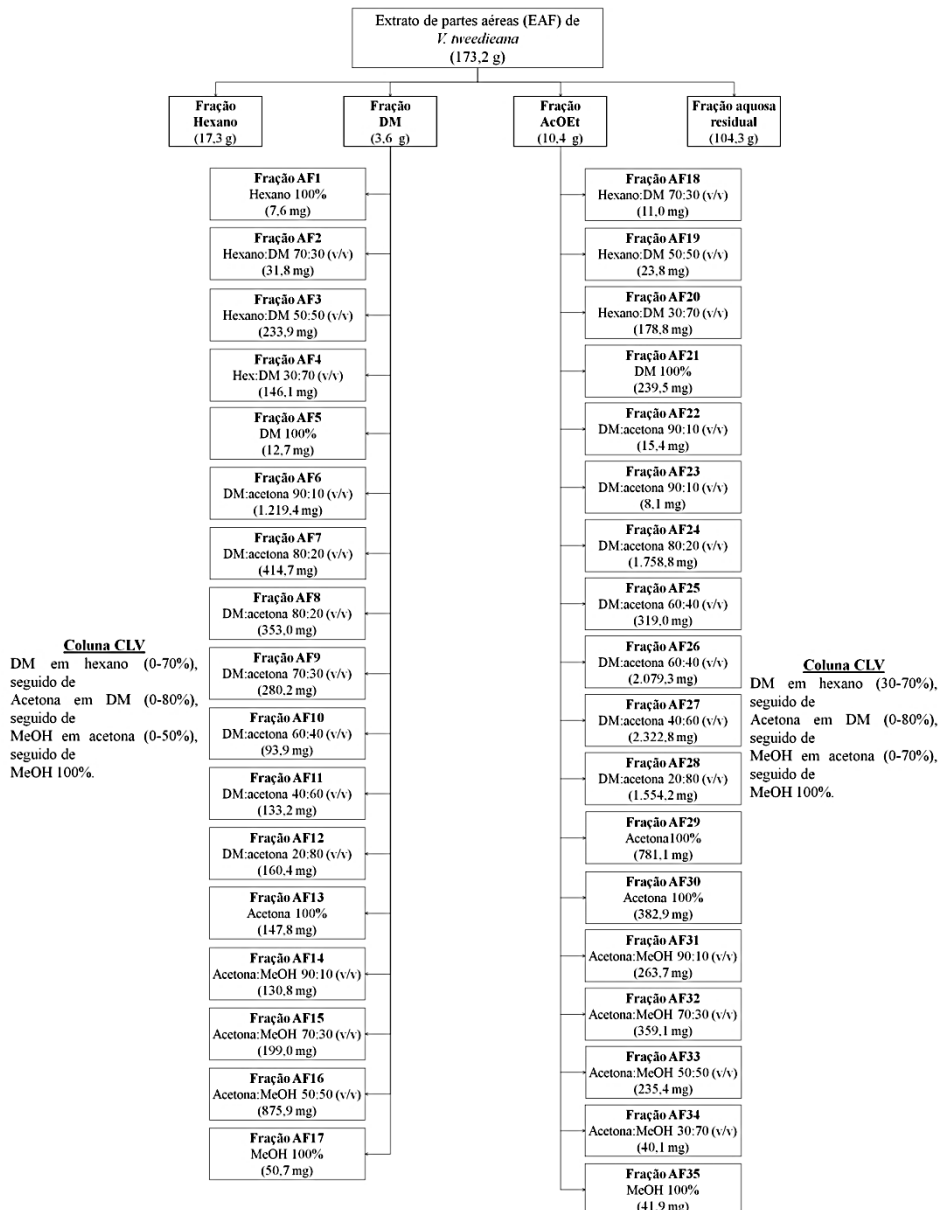 Extrato de partes aéreas (EAF) de
V. tweedieana
(173,2 g)
Fração
Hexano
(17,3 g)
Fração
DM
(3,6 g)
Fração
AcOEt
(10,4 g)
Fração aquosa
residual
(104,3 g)
Fração AF1
Hexano 100%
(7,6 mg)
Fração AF2
Hexano:DM 70:30 (v/v)
(31,8 mg)
Fração AF3
Hexano:DM 50:50 (v/v)
(233,9 mg)
Fração AF4
Hex:DM 30:70 (v/v)
(146,1 mg)
Fração AF5
DM 100%
(12,7 mg)
Fração AF6
DM:acetona 90:10 (v/v)
(1.219,4 mg)
Fração AF7
DM:acetona 80:20 (v/v)
(414,7 mg)
Fração AF8
DM:acetona 80:20 (v/v)
(353,0 mg)
Fração AF9
DM:acetona 70:30 (v/v)
(280,2 mg)
Fração AF10
DM:acetona 60:40 (v/v)
(93,9 mg)
Fração AF11
DM:acetona 40:60 (v/v)
(133,2 mg)
Fração AF12
DM:acetona 20:80 (v/v)
(160,4 mg)
Fração AF13
Acetona 100%
(147,8 mg)
Fração AF14
Acetona:MeOH 90:10 (v/v)
(130,8 mg)
Fração AF15
Acetona:MeOH 70:30 (v/v)
(199,0 mg)
Fração AF16
Acetona:MeOH 50:50 (v/v)
(875,9 mg)
Fração AF17
MeOH 100%
(50,7 mg)
Coluna CLV
DM em hexano (0-70%),
seguido de
Acetona em DM (0-80%),
seguido de
MeOH em acetona (0-50%),
seguido de
MeOH 100%.
Fração AF18
Hexano:DM 70:30 (v/v)
(11,0 mg)
Fração AF19
Hexano:DM 50:50 (v/v)
(23,8 mg)
Fração AF20
Hexano:DM 30:70 (v/v)
(178,8 mg)
Fração AF21
DM 100%
(239,5 mg)
Fração AF22
DM:acetona 90:10 (v/v)
(15,4 mg)
Fração AF23
DM:acetona 90:10 (v/v)
(8,1 mg)
Fração AF24
DM:acetona 80:20 (v/v)
(1.758,8 mg)
Fração AF25
DM:acetona 60:40 (v/v)
(319,0 mg)
Fração AF26
DM:acetona 60:40 (v/v)
(2.079,3 mg)
Fração AF27
DM:acetona 40:60 (v/v)
(2.322,8 mg)
Fração AF28
DM:acetona 20:80 (v/v)
(1.554,2 mg)
Fração AF29
Acetona100%
(781,1 mg)
Fração AF30
Acetona 100%
(382,9 mg)
Fração AF31
Acetona:MeOH 90:10 (v/v)
(263,7 mg)
Fração AF32
Acetona:MeOH 70:30 (v/v)
(359,1 mg)
Fração AF33
Acetona:MeOH 50:50 (v/v)
(235,4 mg)
Fração AF34
Acetona:MeOH 30:70 (v/v)
(40,1 mg)
Fração AF35
MeOH 100%
(41,9 mg)
Coluna CLV
DM em hexano (30-70%),
seguido de
Acetona em DM (0-80%),
seguido de
MeOH em acetona (0-70%),
seguido de
MeOH 100%.